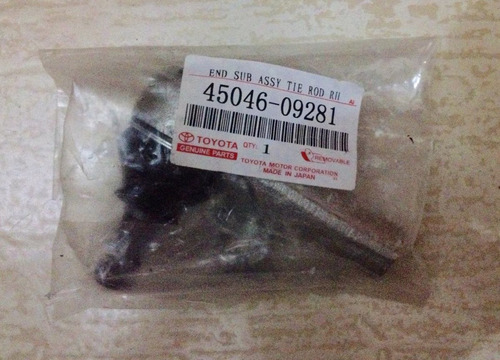 END SUB ASSY TIE ROD RH
45046-09281
TOYOTA QTY: 1
GENUINE PARTS
REMOVABLE
TOYOTA MOTOR CORPORATION
MADE IN JAPAN